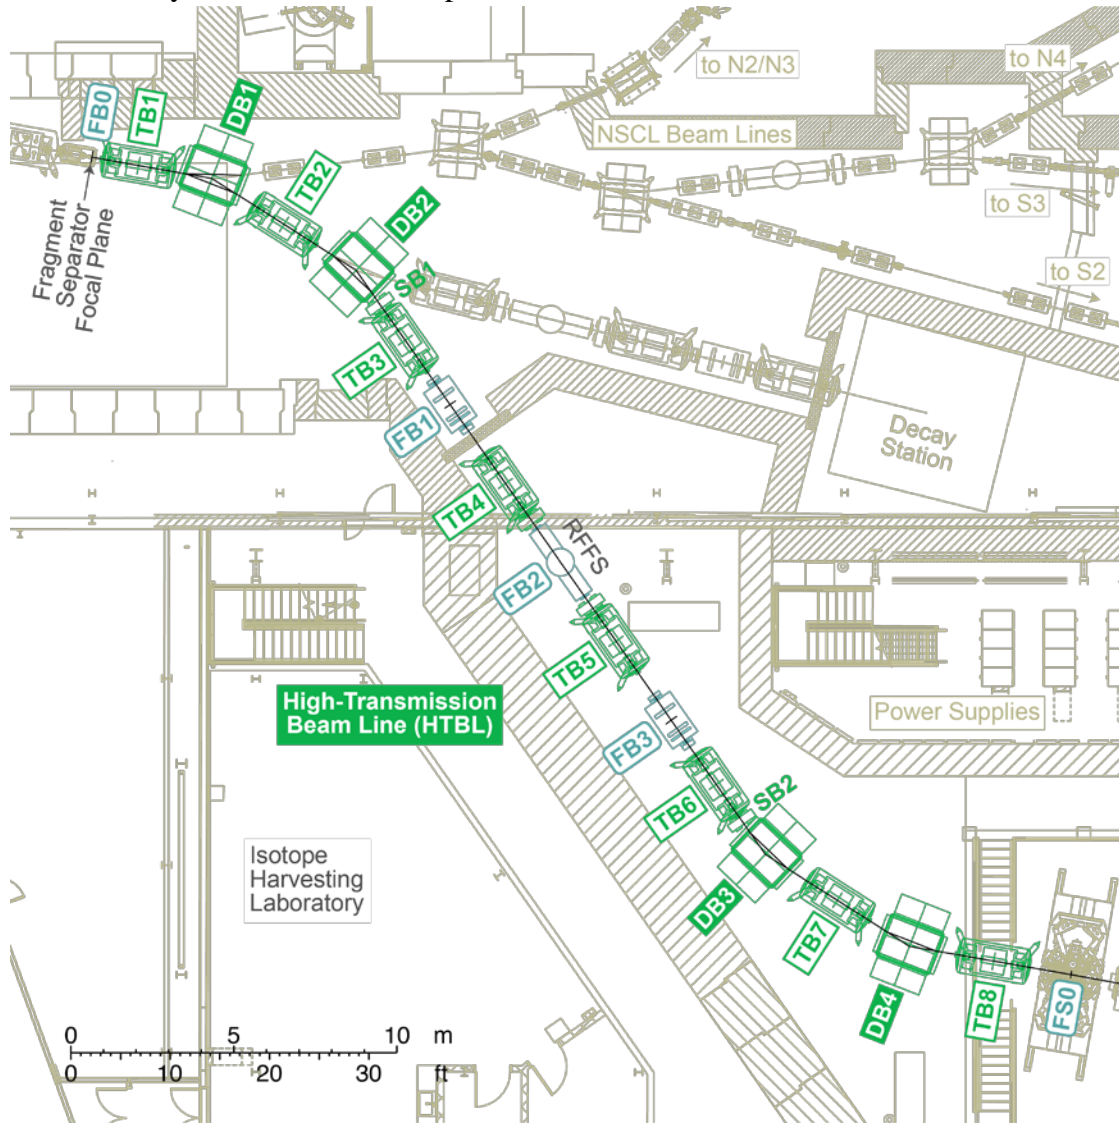 to N2/N3
to N4
FB0
TB1
DB1
NSCL Beam Lines
TB2
DB2
to S3
Fragment
Separator
Focal Plane
SB1
to S2
TB3
FB1
Decay
Station
TB4
RFFS
FB2
TB5
High-Transmission
Beam Line (HTBL)
Power Supplies
FB3
TB6
SB2
Isotope
Harvesting
Laboratory
DB3
TB7
DB4
TB8
FS0
0 5 10 m
0 10 20 30 ft